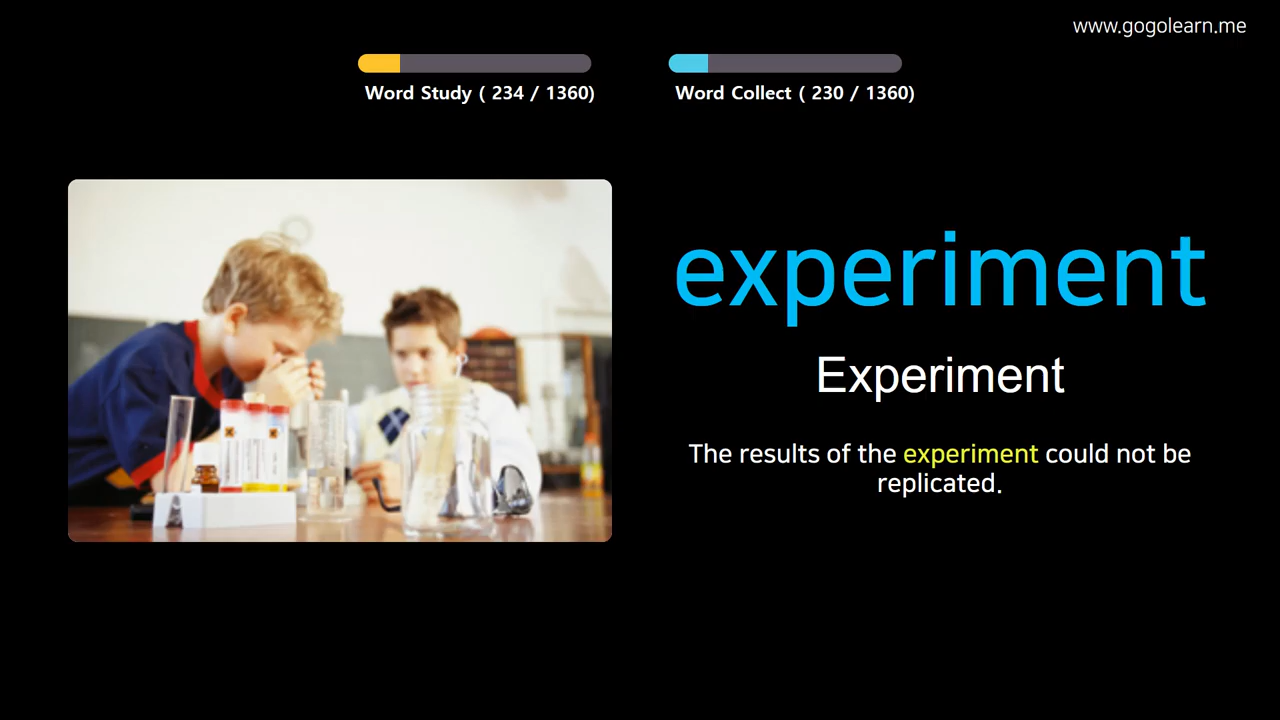 www.gogolearn.me
Word Study ( 234 / 1360)
Word Collect ( 230 / 1360)
experiment
Experiment
The results of the experiment could not be
replicated.